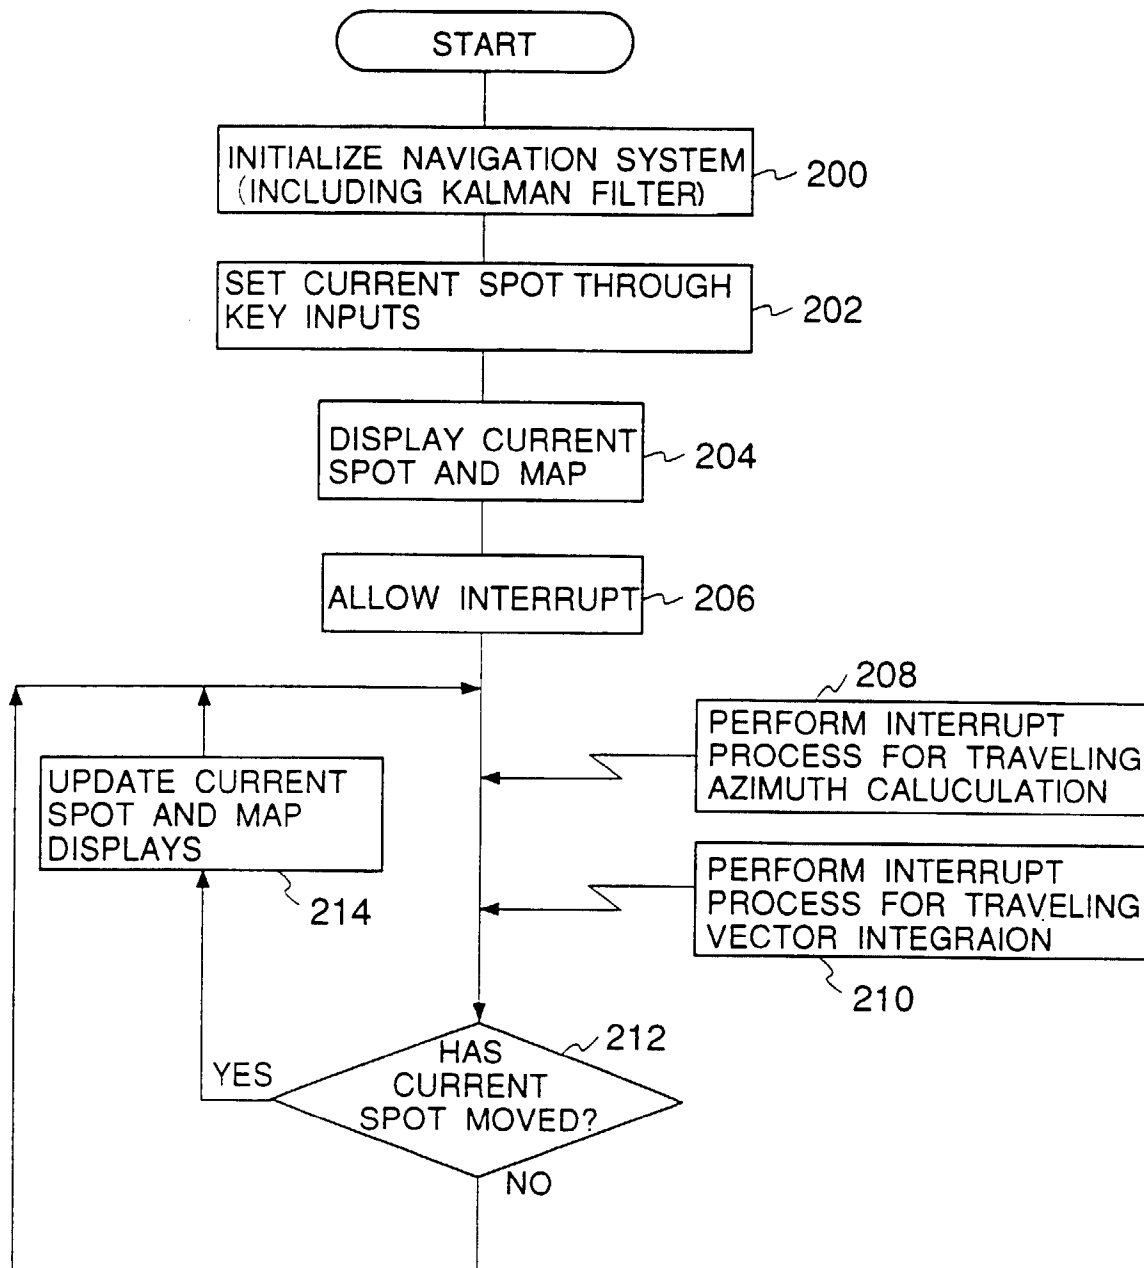 START
INITIALIZE NAVIGATION SYSTEM
(INCLUDING KALMAN FILTER)
200
SET CURRENT SPOT THROUGH
KEY INPUTS
202
DISPLAY CURRENT
SPOT AND MAP
204
ALLOW INTERRUPT
206
208
PERFORM INTERRUPT
PROCESS FOR TRAVELING
AZIMUTH CALUCULATION
UPDATE CURRENT
SPOT AND MAP
DISPLAYS
214
PERFORM INTERRUPT
PROCESS FOR TRAVELING
VECTOR INTEGRAION
210
212
HAS
CURRENT
SPOT MOVED?
YES
NO